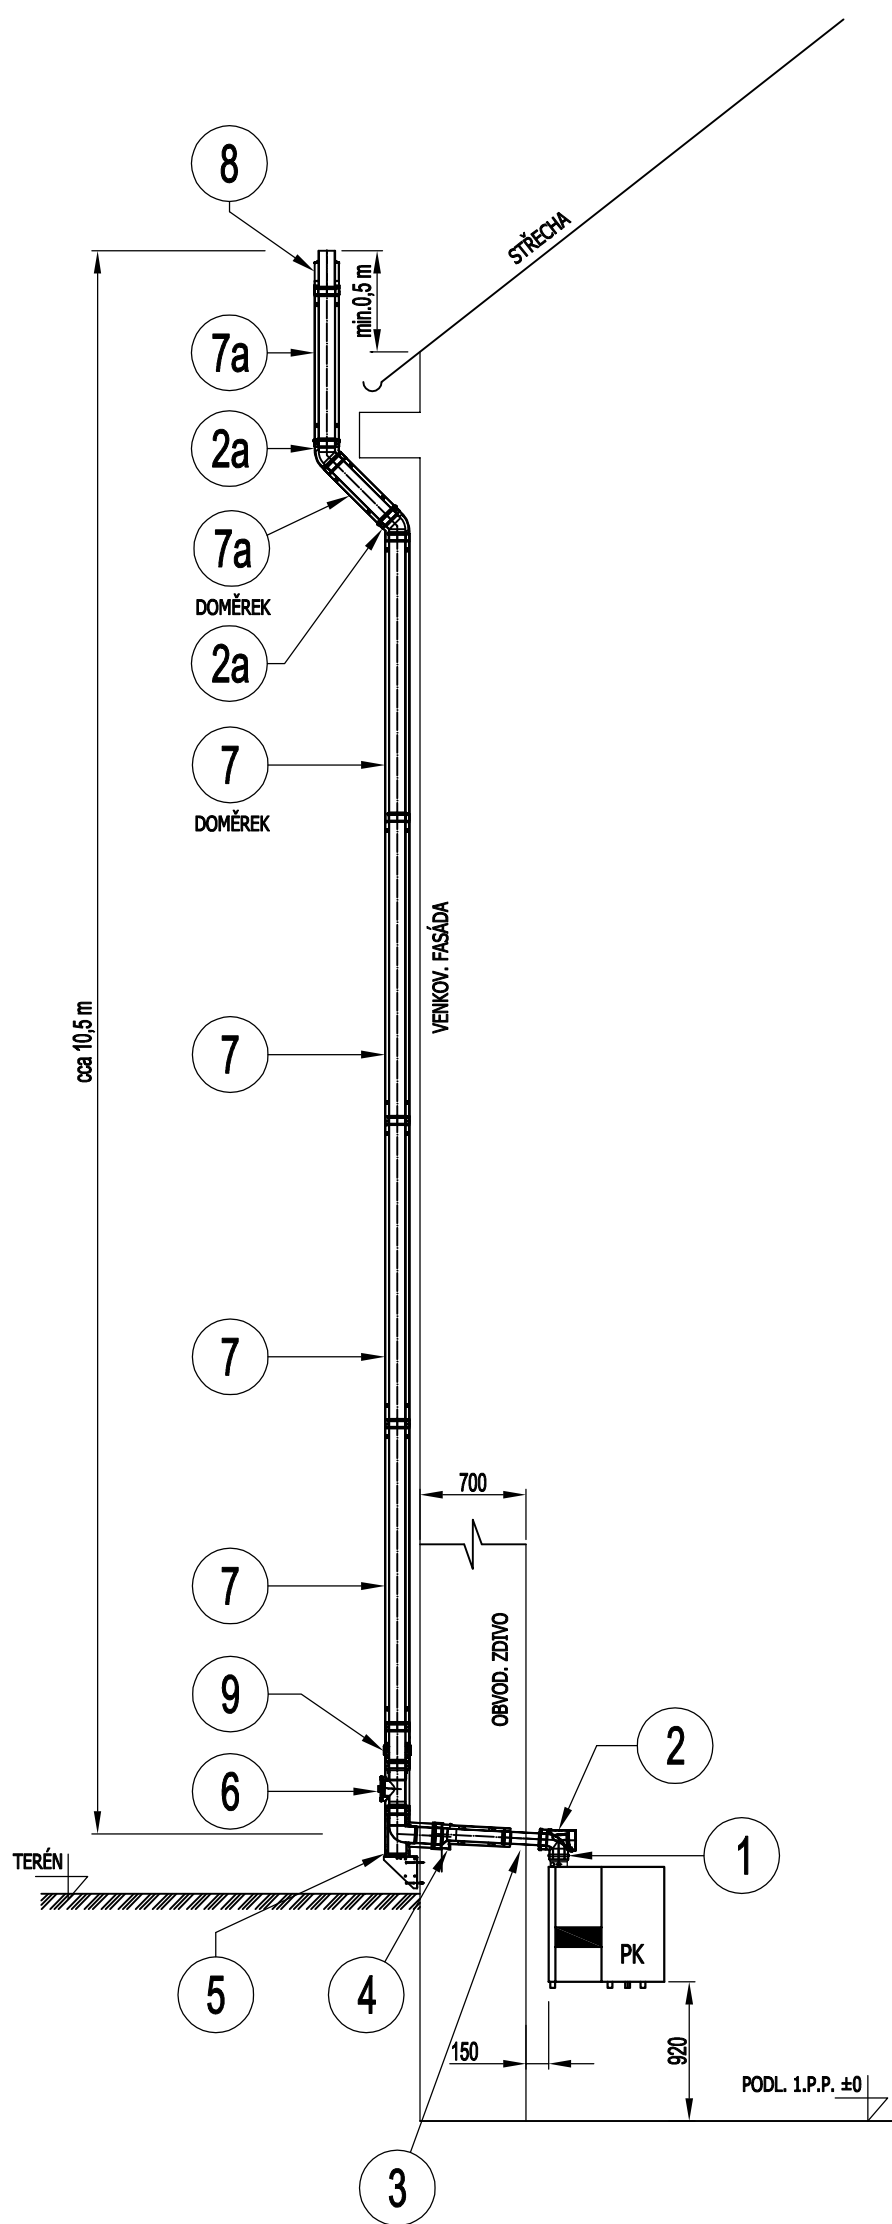 8
STŘECHA
min.0,5 m
7a
2a
7a
DOMĚREK
2a
7
DOMĚREK
VENKOV. FASÁDA
cca 10,5 m
7
7
700
7
OBVOD. ZDIVO
9
2
6
1
TERÉN
PK
5
4
150
920
PODL. 1.P.P. ±0
3